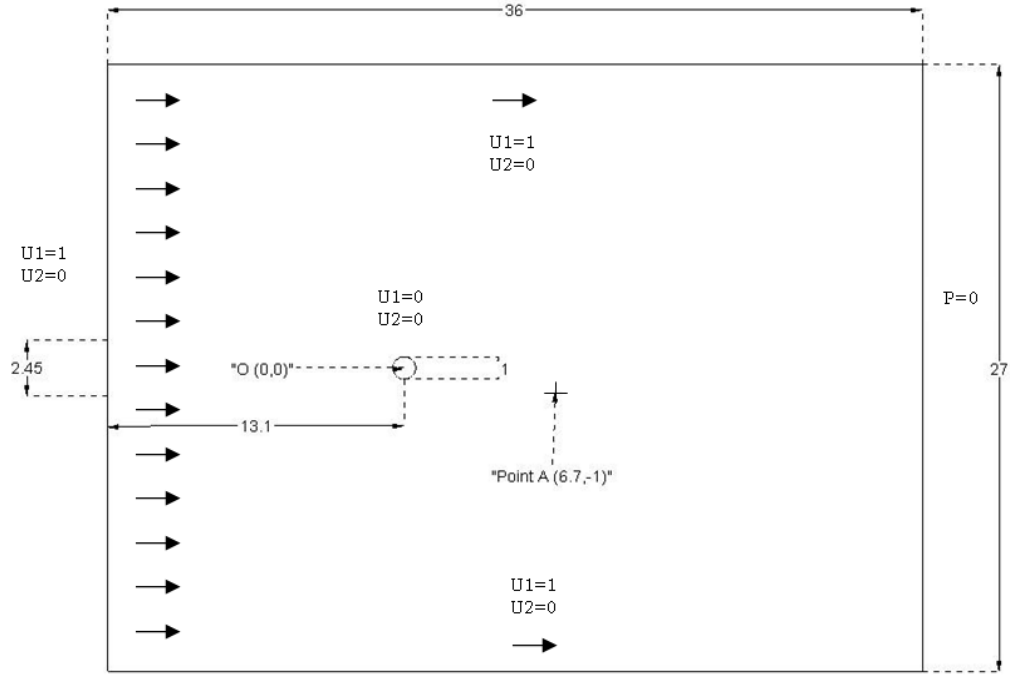 36
U1=1
U2=0
U1=1
U2=0
U1=0
U2=0
P=0
2.45
"O (0,0)"
1
27
13.1
"Point A (6.7,-1)"
U1=1
U2=0